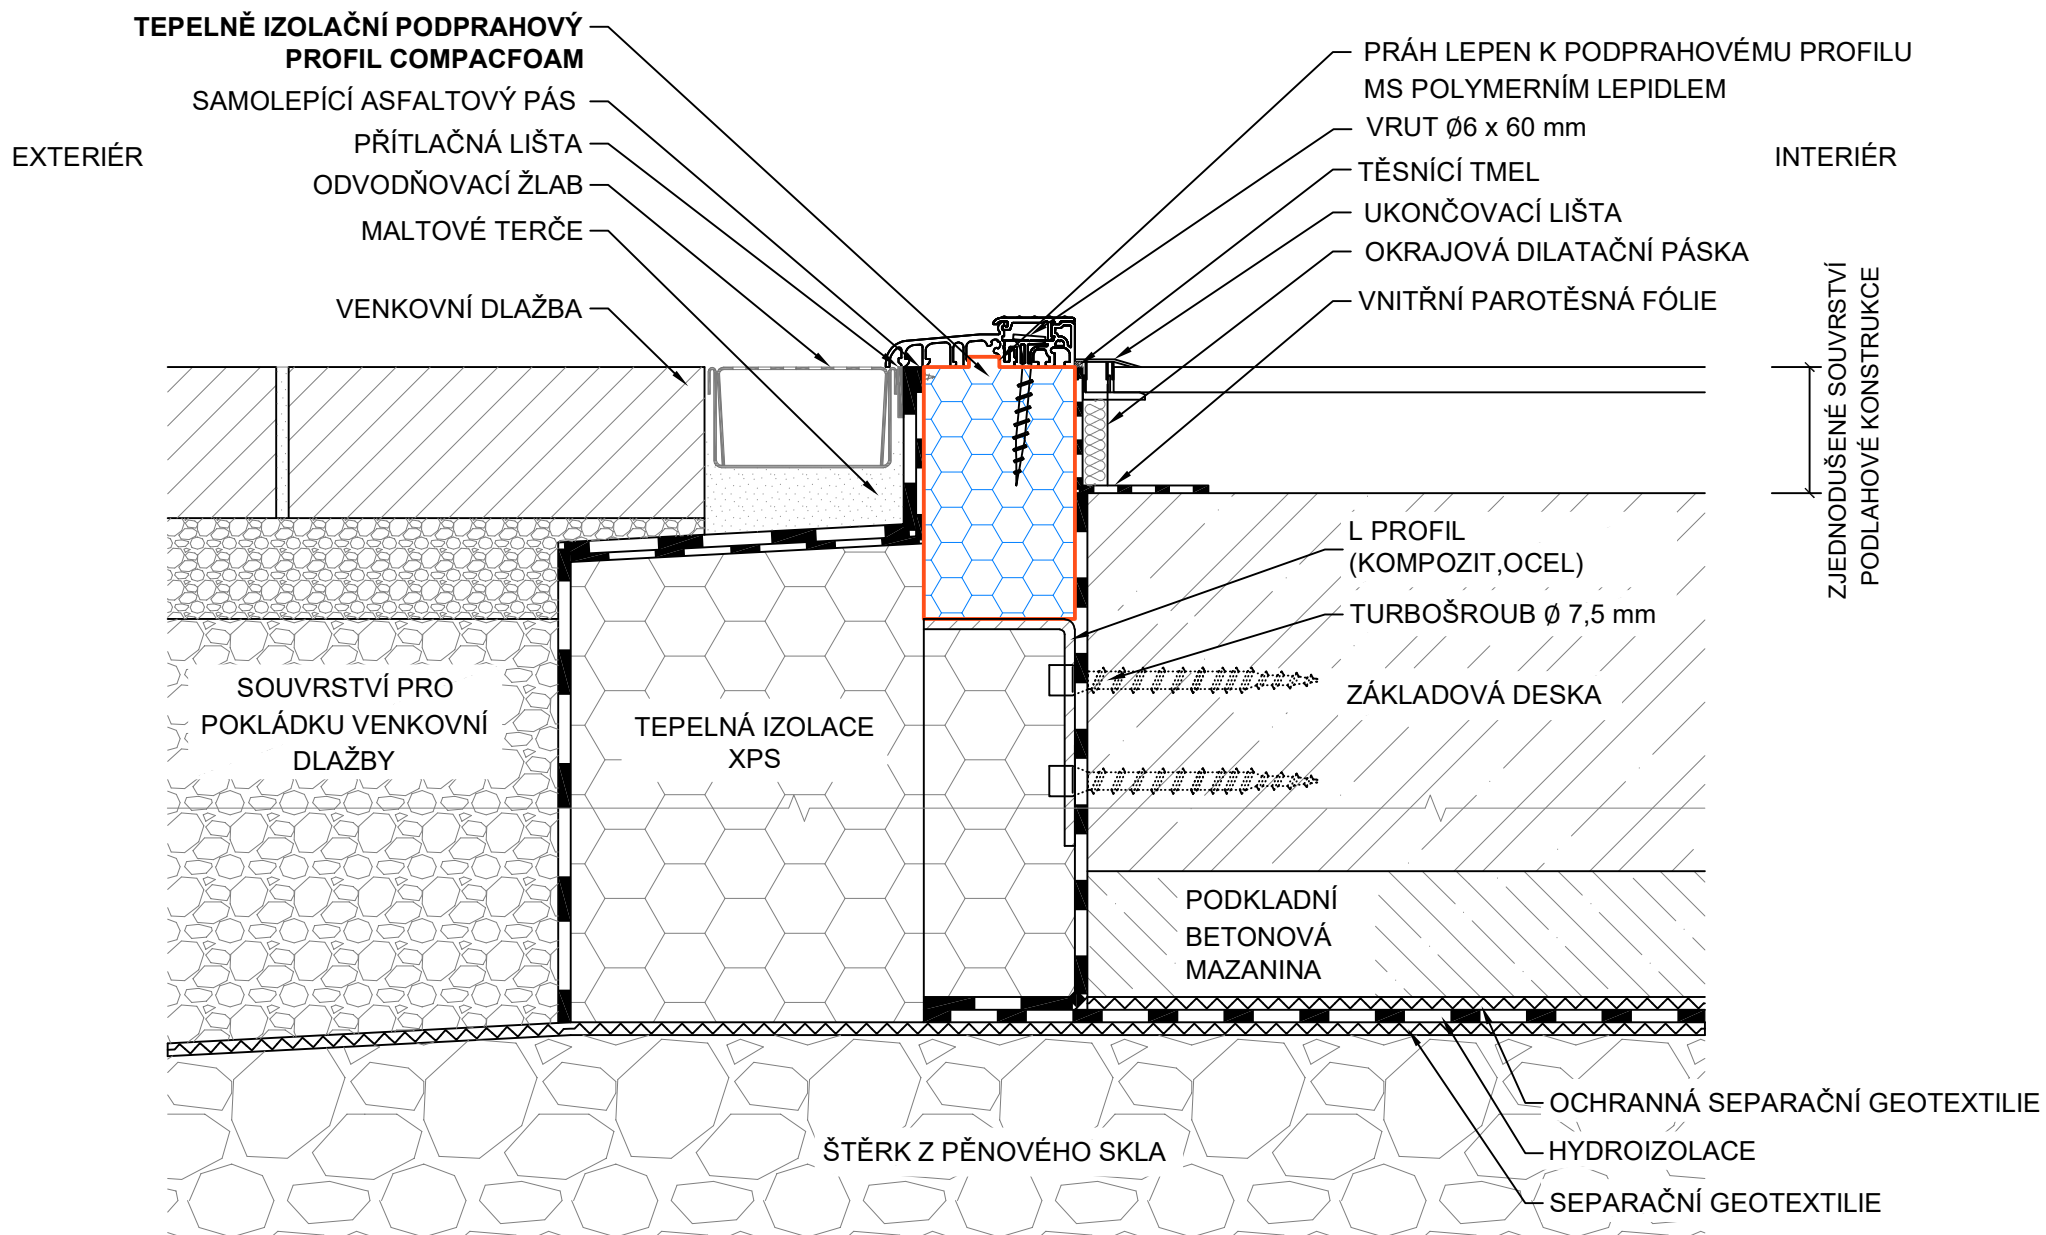 TEPELNĚ IZOLAČNÍ PODPRAHOVÝ
PROFIL COMPACFOAM
SAMOLEPÍCÍ ASFALTOVÝ PÁS
PŘÍTLAČNÁ LIŠTA
ODVODŇOVACÍ ŽLAB
MALTOVÉ TERČE
VENKOVNÍ DLAŽBA
EXTERIÉR
PRÁH LEPEN K PODPRAHOVÉMU PROFILU
MS POLYMERNÍM LEPIDLEM
VRUT Ø6 x 60 mm
TĚSNÍCÍ TMEL
UKONČOVACÍ LIŠTA
OKRAJOVÁ DILATAČNÍ PÁSKA
VNITŘNÍ PAROTĚSNÁ FÓLIE
INTERIÉR
ZJEDNODUŠENÉ SOUVRSTVÍ
PODLAHOVÉ KONSTRUKCE
L PROFIL
(KOMPOZIT,OCEL)
TURBOŠROUB Ø 7,5 mm
ZÁKLADOVÁ DESKA
SOUVRSTVÍ PRO
POKLÁDKU VENKOVNÍ
DLAŽBY
TEPELNÁ IZOLACE
XPS
PODKLADNÍ
BETONOVÁ
MAZANINA
OCHRANNÁ SEPARAČNÍ GEOTEXTILIE
HYDROIZOLACE
SEPARAČNÍ GEOTEXTILIE
ŠTĚRK Z PĚNOVÉHO SKLA